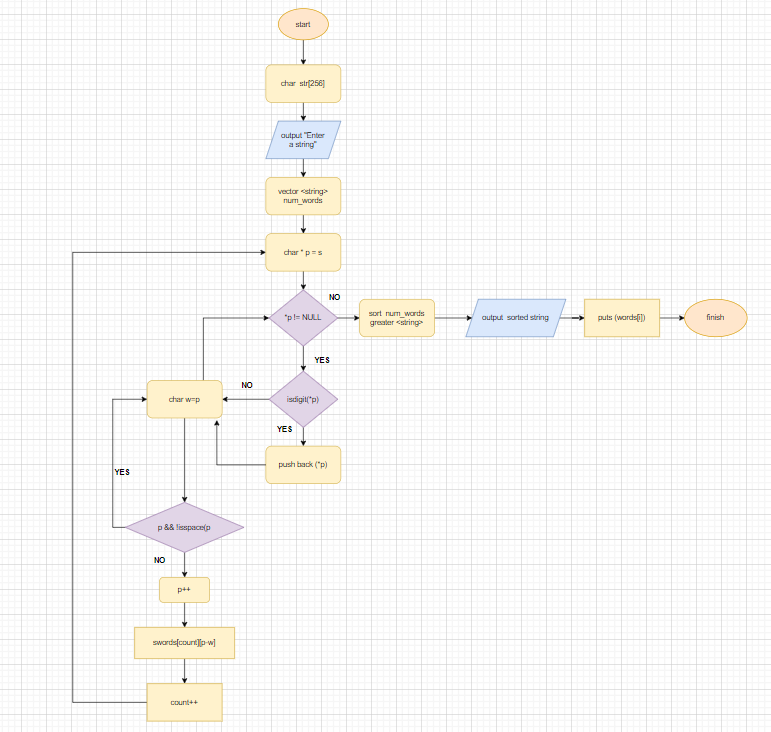 start
char str[256]
output "Enter
a string"
vector <string>
num_words
char * p = s
*p != NULL
NO
sort num_words
greater <string>
output sorted string
puts (words[i])
finish
YES
isdigit(*p)
NO
char w=p
YES
push back (*p)
YES
p && !isspace(p
NO
p++
swords[count][p-w]
count++